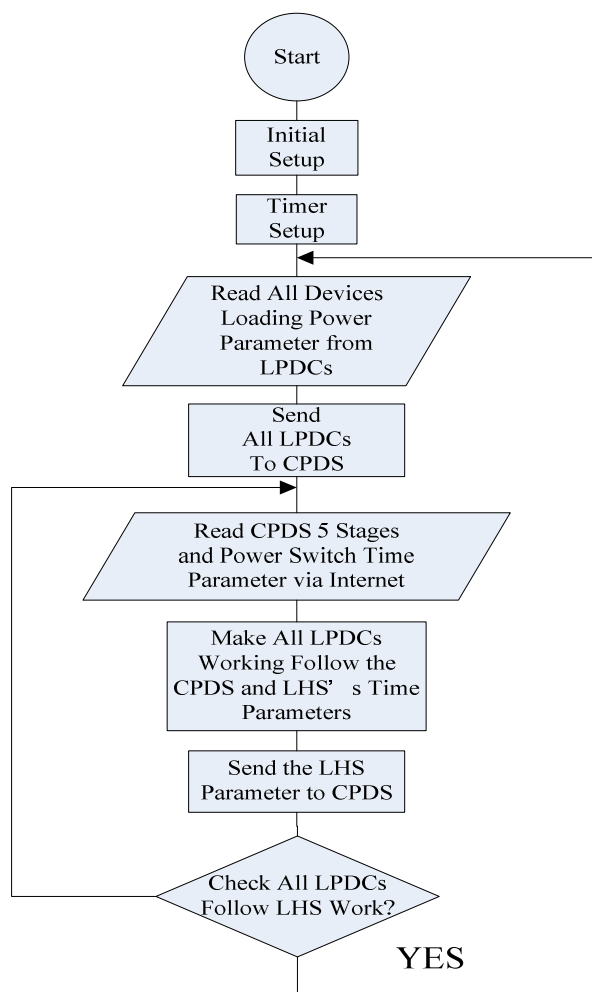 Start
Initial
Setup
Timer
Setup
Read All Devices
Loading Power
Parameter from
LPDCs
Send
All LPDCs
To CPDS
Read CPDS 5 Stages
and Power Switch Time
Parameter via Internet
Make All LPDCs
Working Follow the
CPDS and LHS’ s Time
Parameters
Send the LHS
Parameter to CPDS
Check All LPDCs
Follow LHS Work?
YES